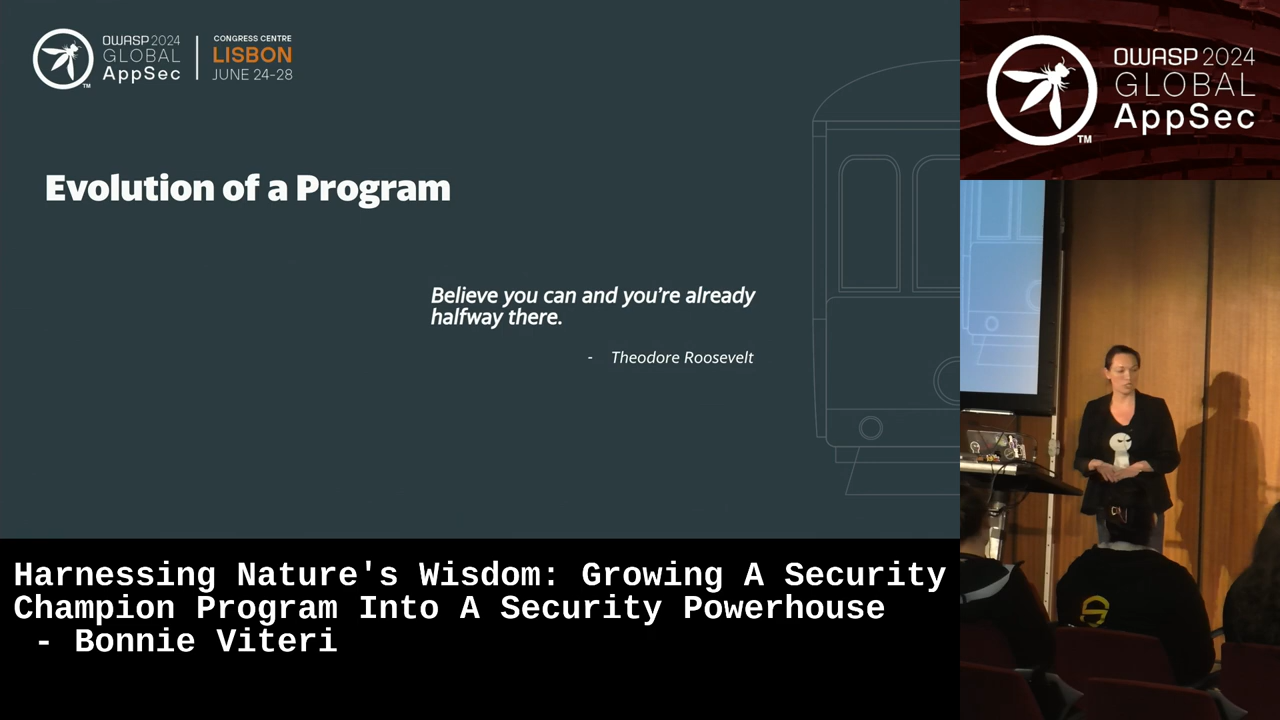 OWASP 2024
GLOBAL
AppSec
TM
CONGRESS CENTRE
LISBON
JUNE 24-28
Evolution of a Program
Believe you can and you're already
halfway there.
- Theodore Roosevelt
OWASP 2024
GLOBAL
AppSec
TM
Harnessing Nature's Wisdom: Growing A Security
Champion Program Into A Security Powerhouse
- Bonnie Viteri